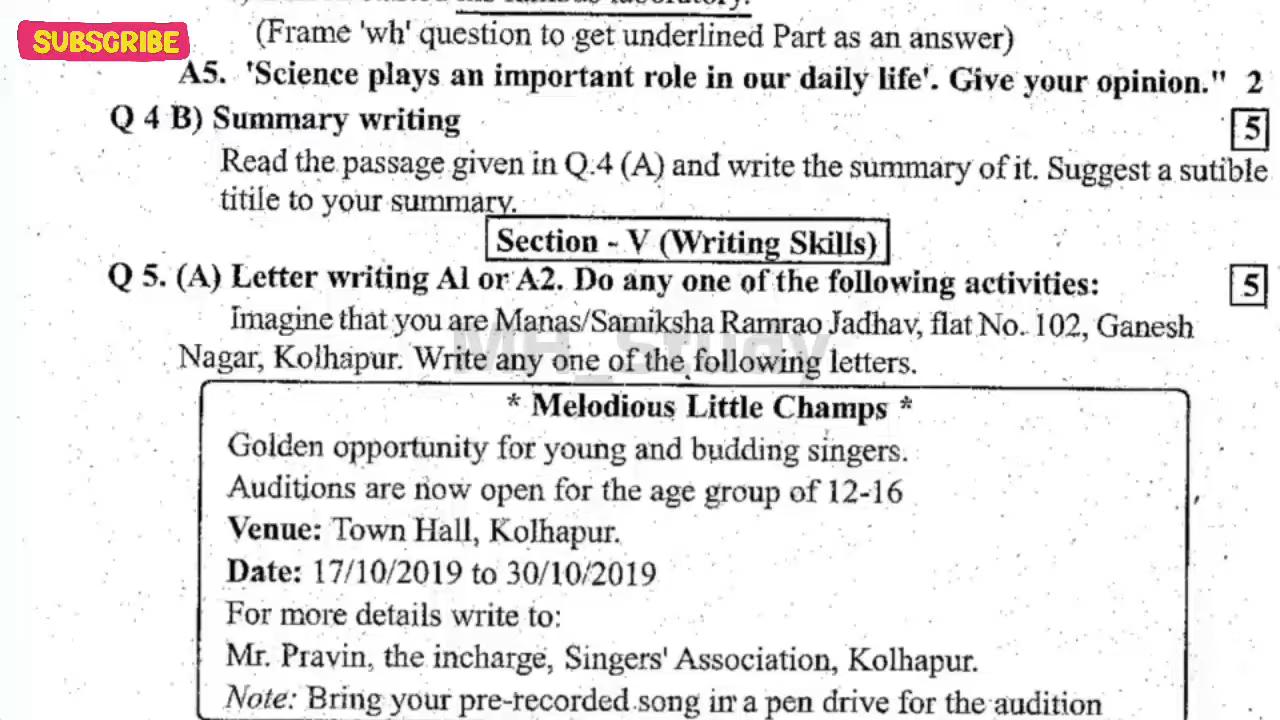 SUBSCRIBE
laboratory.
(Frame 'wh' question to get underlined Part as an answer)
A5. 'Science plays an important role in our daily life'. Give your opinion." 2
Q 4 B) Summary writing 5
Read the passage given in Q.4 (A) and write the summary of it. Suggest a sutible
titile to your summary.
Section - V (Writing Skills)
Q 5. (A) Letter writing A1 or A2. Do any one of the following activities: 5
Imagine that you are Manas/Samiksha Ramrao Jadhav, flat No. 102, Ganesh
Nagar, Kolhapur. Write any one of the following letters.
* Melodious Little Champs *
Golden opportunity for young and budding singers.
Auditions are now open for the age group of 12-16
Venue: Town Hall, Kolhapur.
Date: 17/10/2019 to 30/10/2019
For more details write to:
Mr. Pravin, the incharge, Singers' Association, Kolhapur.
Note: Bring your pre-recorded song in a pen drive for the audition